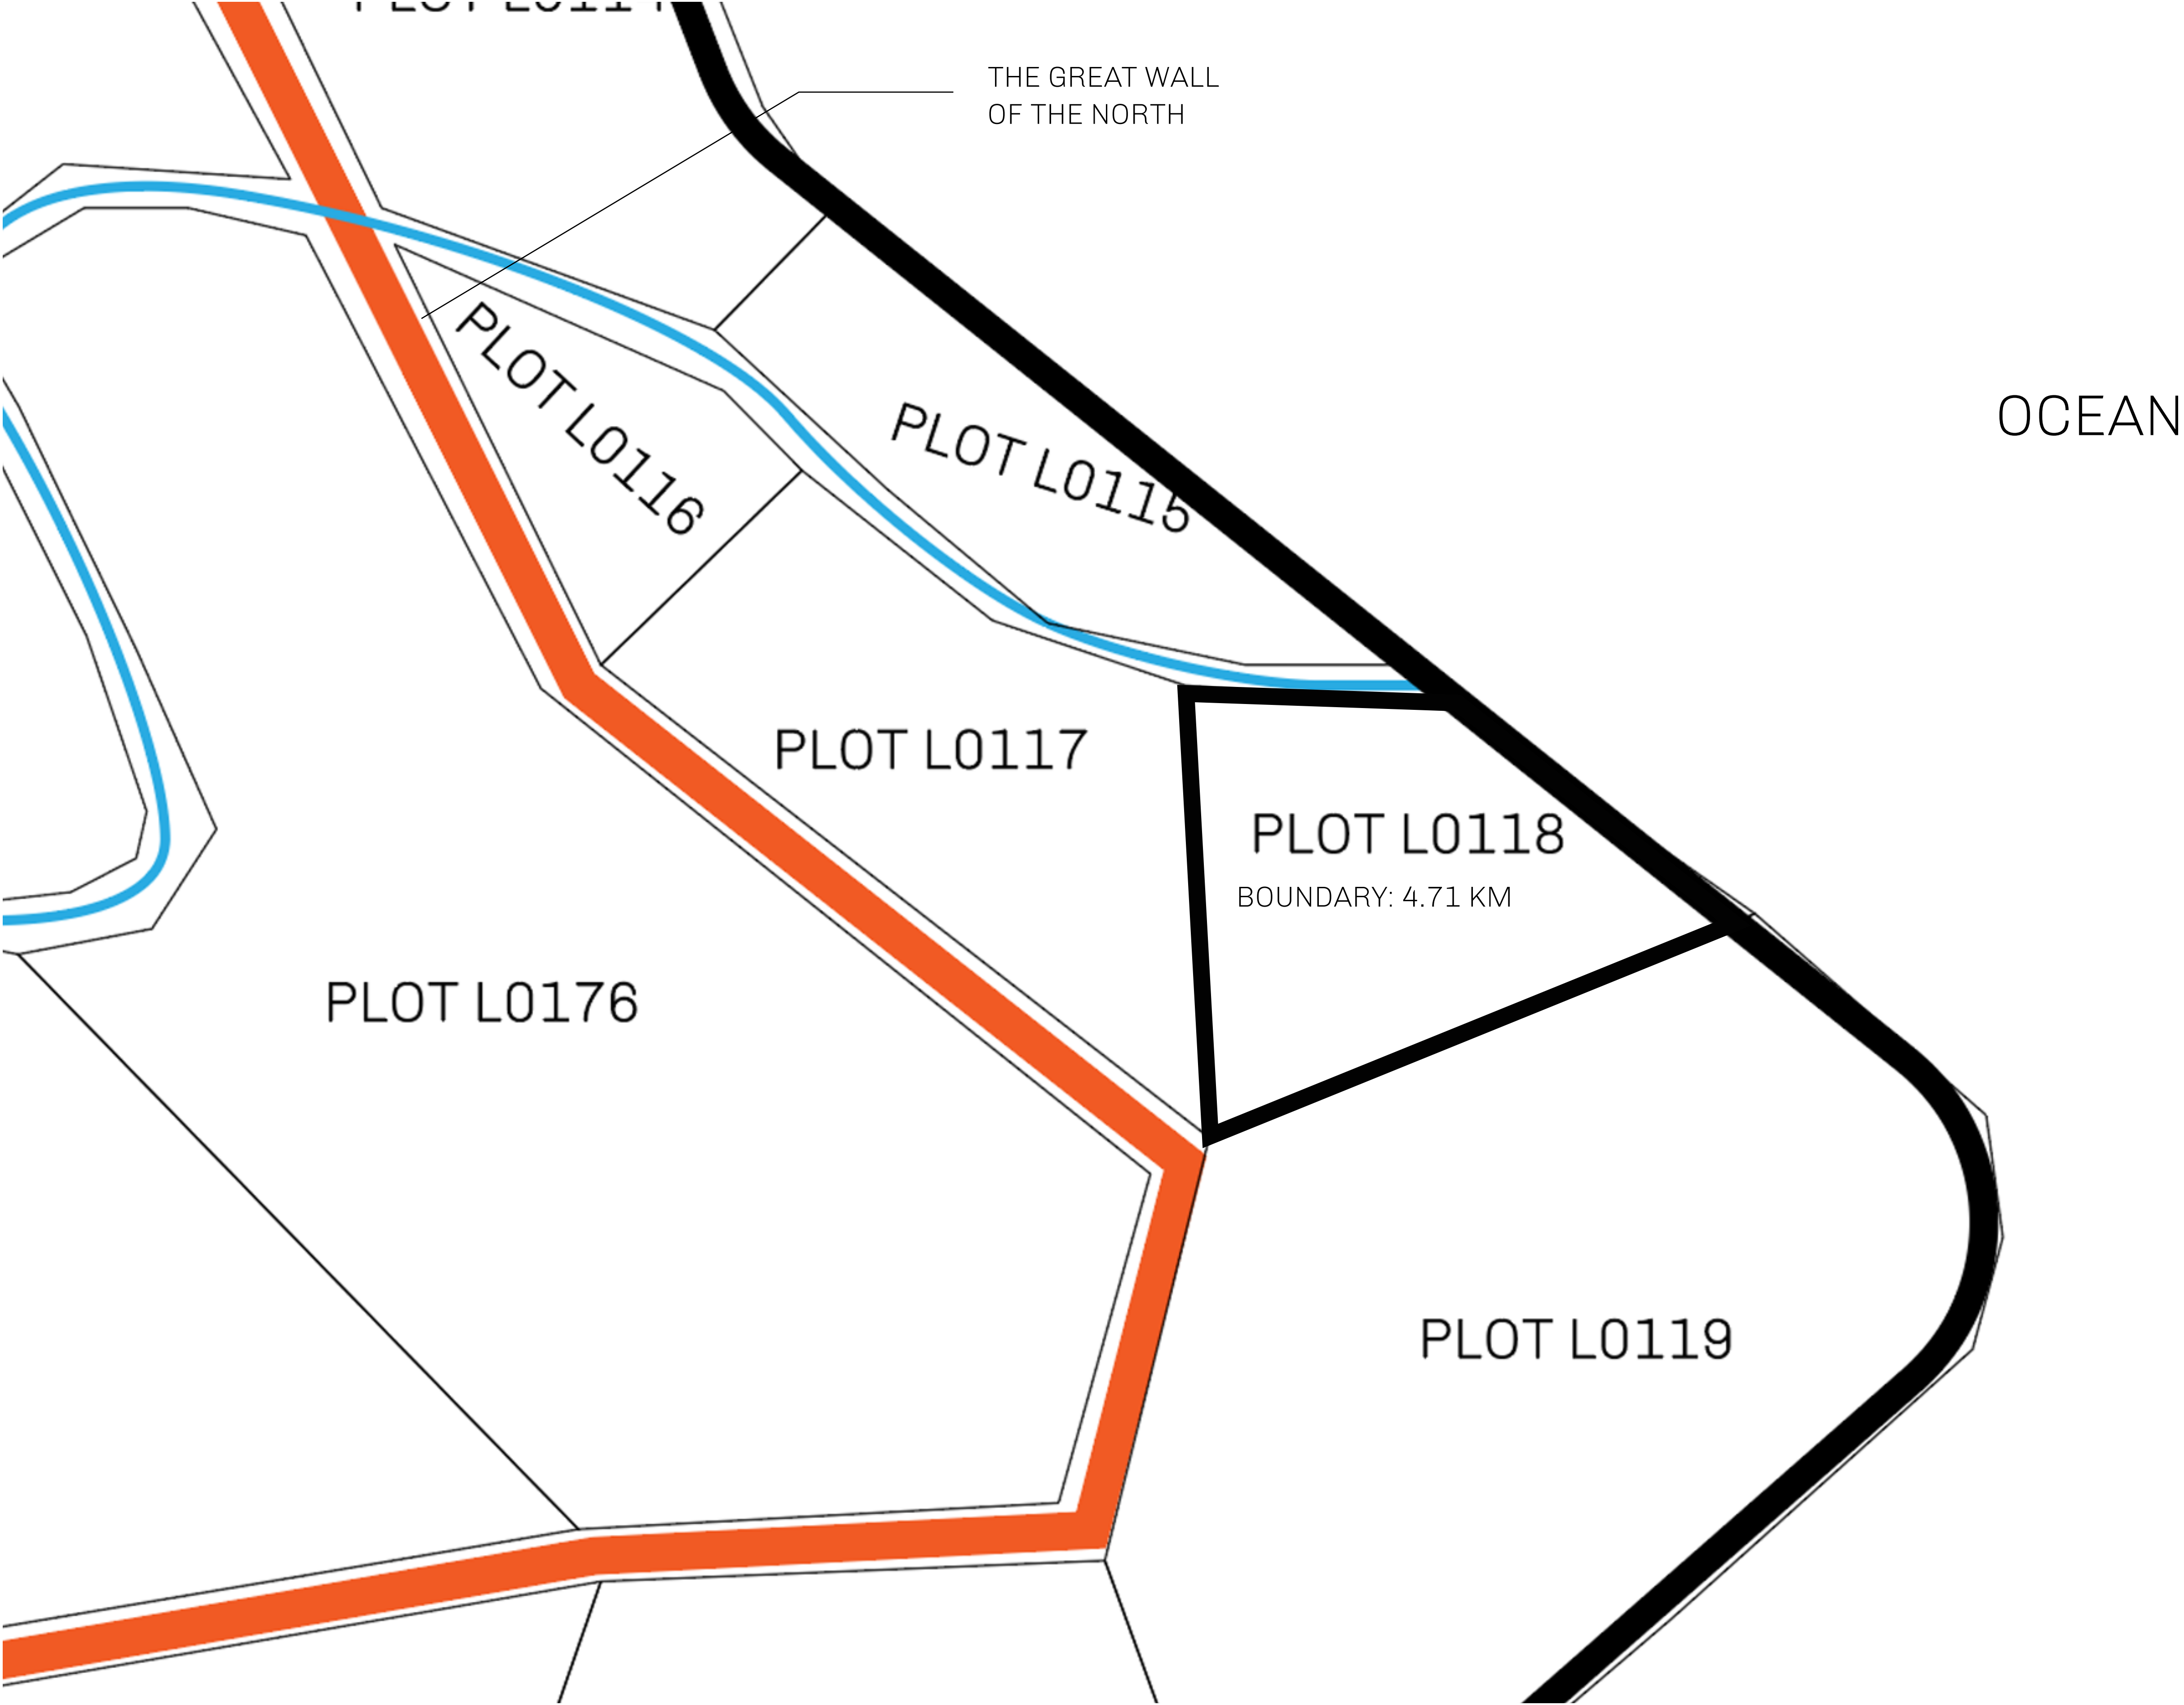 THE GREAT WALL
OF THE NORTH
PLOT L0116
PLOT L0115
OCEAN
PLOT L0117
PLOT L0118
BOUNDARY: 4.71 KM
PLOT L0176
PLOT L0119